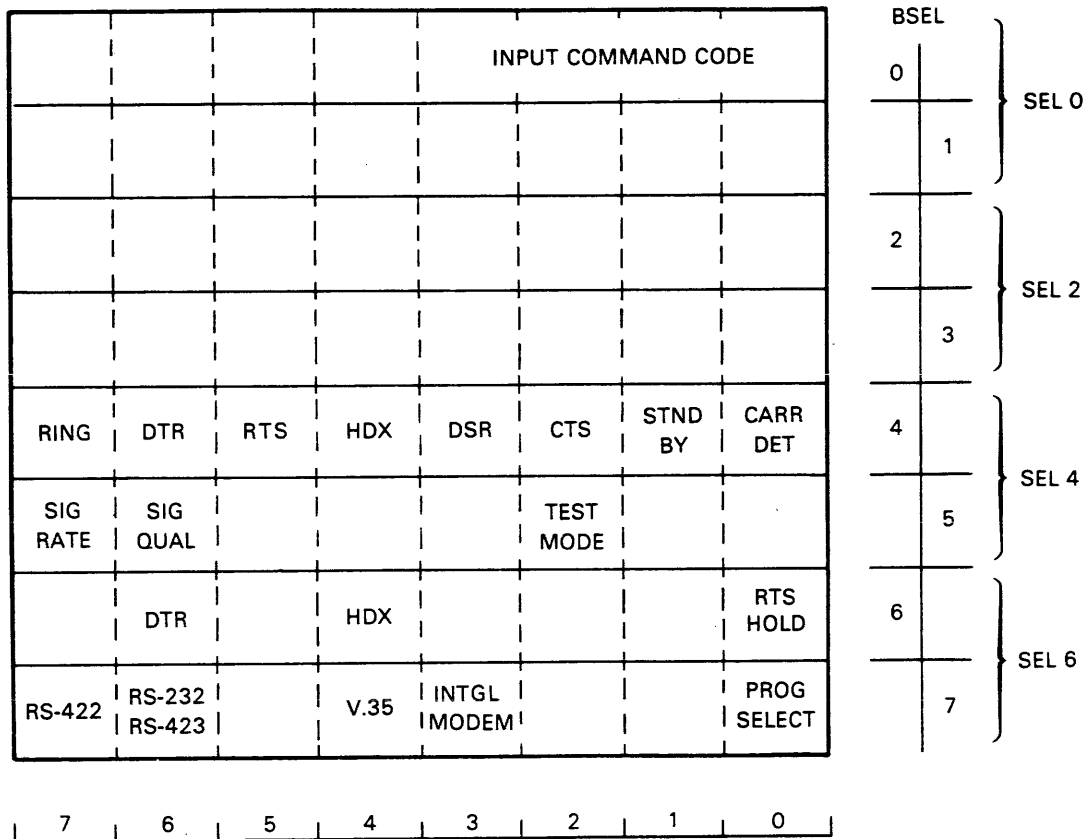 BSEL
INPUT COMMAND CODE
0
SEL 0
1
2
SEL 2
3
RING DTR RTS HDX DSR CTS STND BY CARR DET
4
SEL 4
SIG RATE SIG QUAL TEST MODE
5
DTR HDX RTS HOLD
6
SEL 6
RS-422 RS-232 RS-423 V.35 INTGL MODEM PROG SELECT
7
7 6 5 4 3 2 1 0